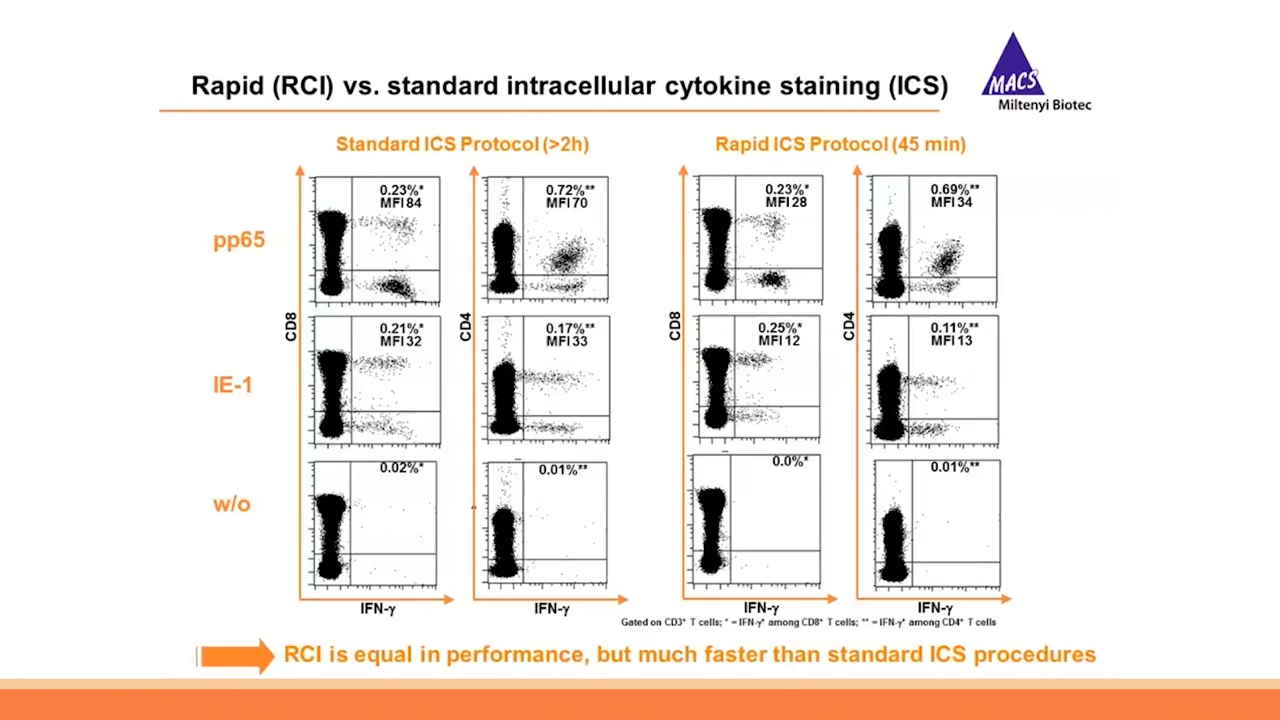 Rapid (RCI) vs. standard intracellular cytokine staining (ICS)
MACS
Miltenyi Biotec
Standard ICS Protocol (>2h)
Rapid ICS Protocol (45 min)
pp65
0.23%*
MFI 84
0.72%**
MFI 70
0.23%*
MFI 28
0.69%**
MFI 34
CD8
CD4
CD8
CD4
IE-1
0.21%*
MFI 32
0.17%**
MFI 33
0.25%*
MFI 12
0.11%**
MFI 13
w/o
0.02%*
0.01%**
0.0%*
0.01%**
IFN-γ
IFN-γ
IFN-γ
IFN-γ
Gated on CD3⁺ T cells; * = IFN-γ⁺ among CD8⁺ T cells; ** = IFN-γ⁺ among CD4⁺ T cells
RCI is equal in performance, but much faster than standard ICS procedures